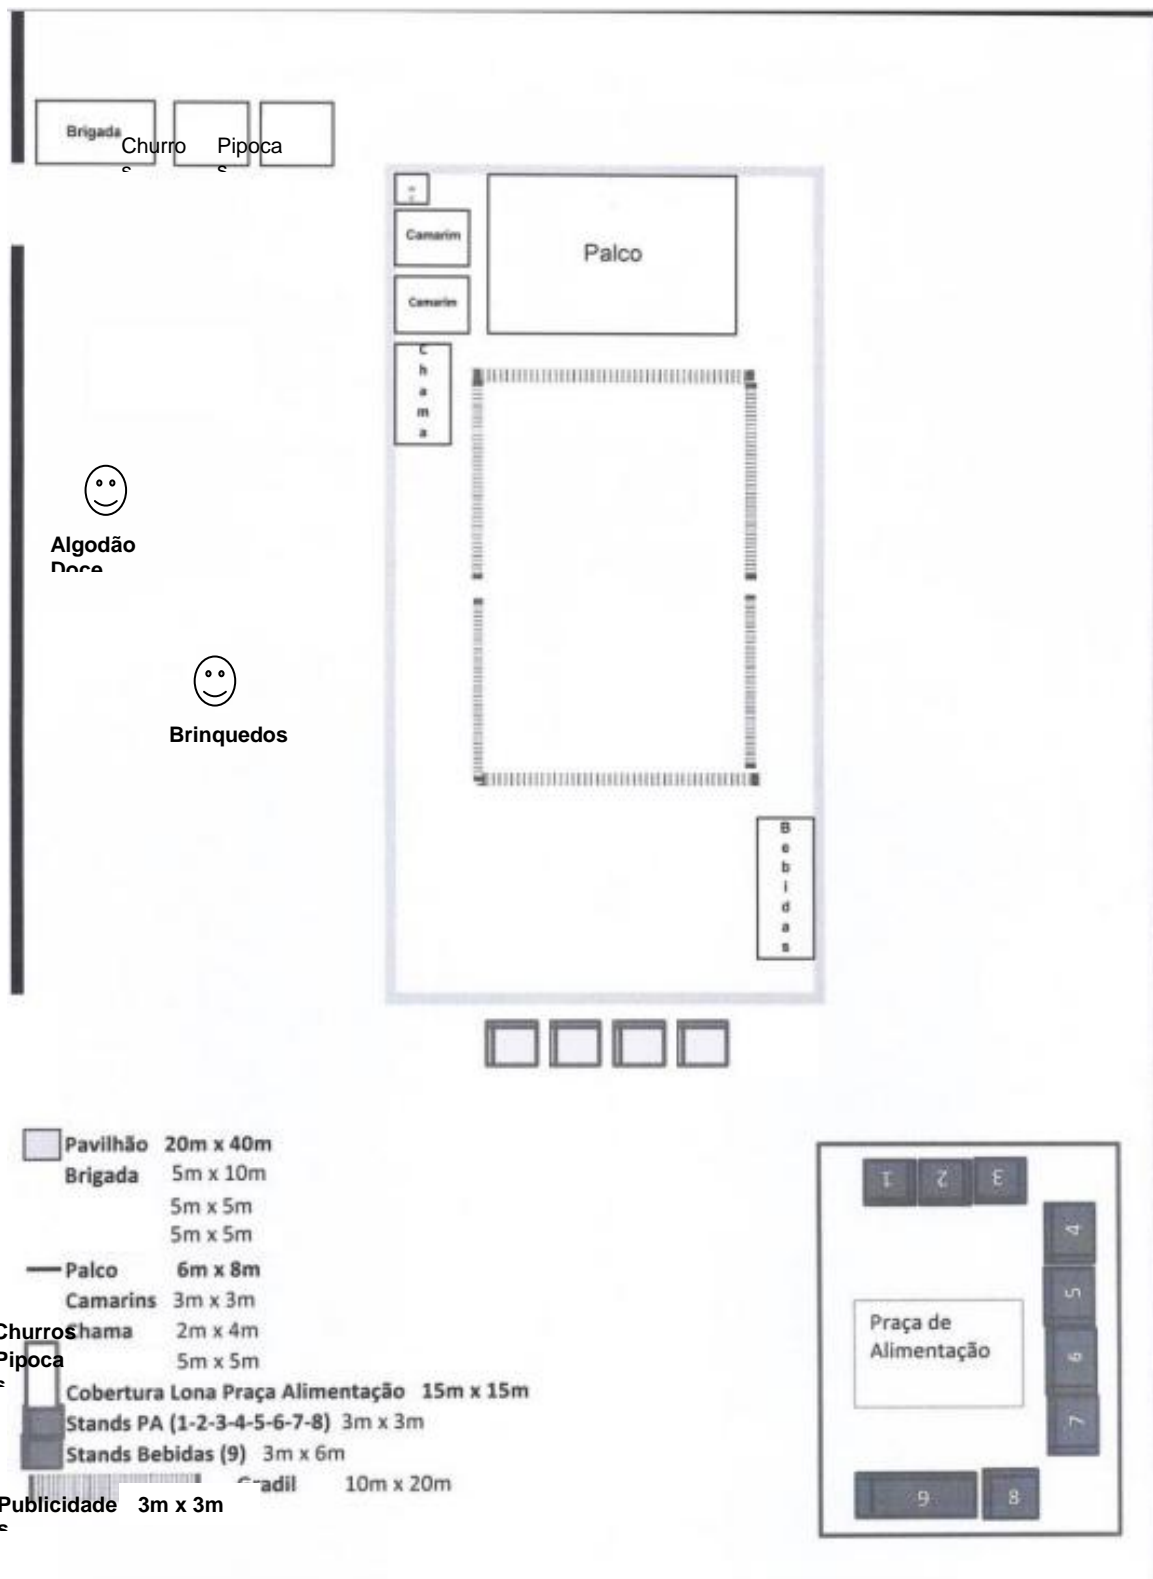 Brigada
Churro
s
Pipoca
s
Camarim
Palco
Camarim
C
h
a
m
a
Algodão
Doce
Brinquedos
B
e
b
i
d
a
s
Pavilhão 20m x 40m
Brigada 5m x 10m
5m x 5m
5m x 5m
Palco 6m x 8m
Camarins 3m x 3m
Churros
Chama 2m x 4m
Pipoca
s
5m x 5m
Cobertura Lona Praça Alimentação 15m x 15m
Stands PA (1-2-3-4-5-6-7-8) 3m x 3m
Stands Bebidas (9) 3m x 6m
Gradil 10m x 20m
Publicidade 3m x 3m
s
1 2 3
4
5
Praça de
Alimentação
6
7
9 8